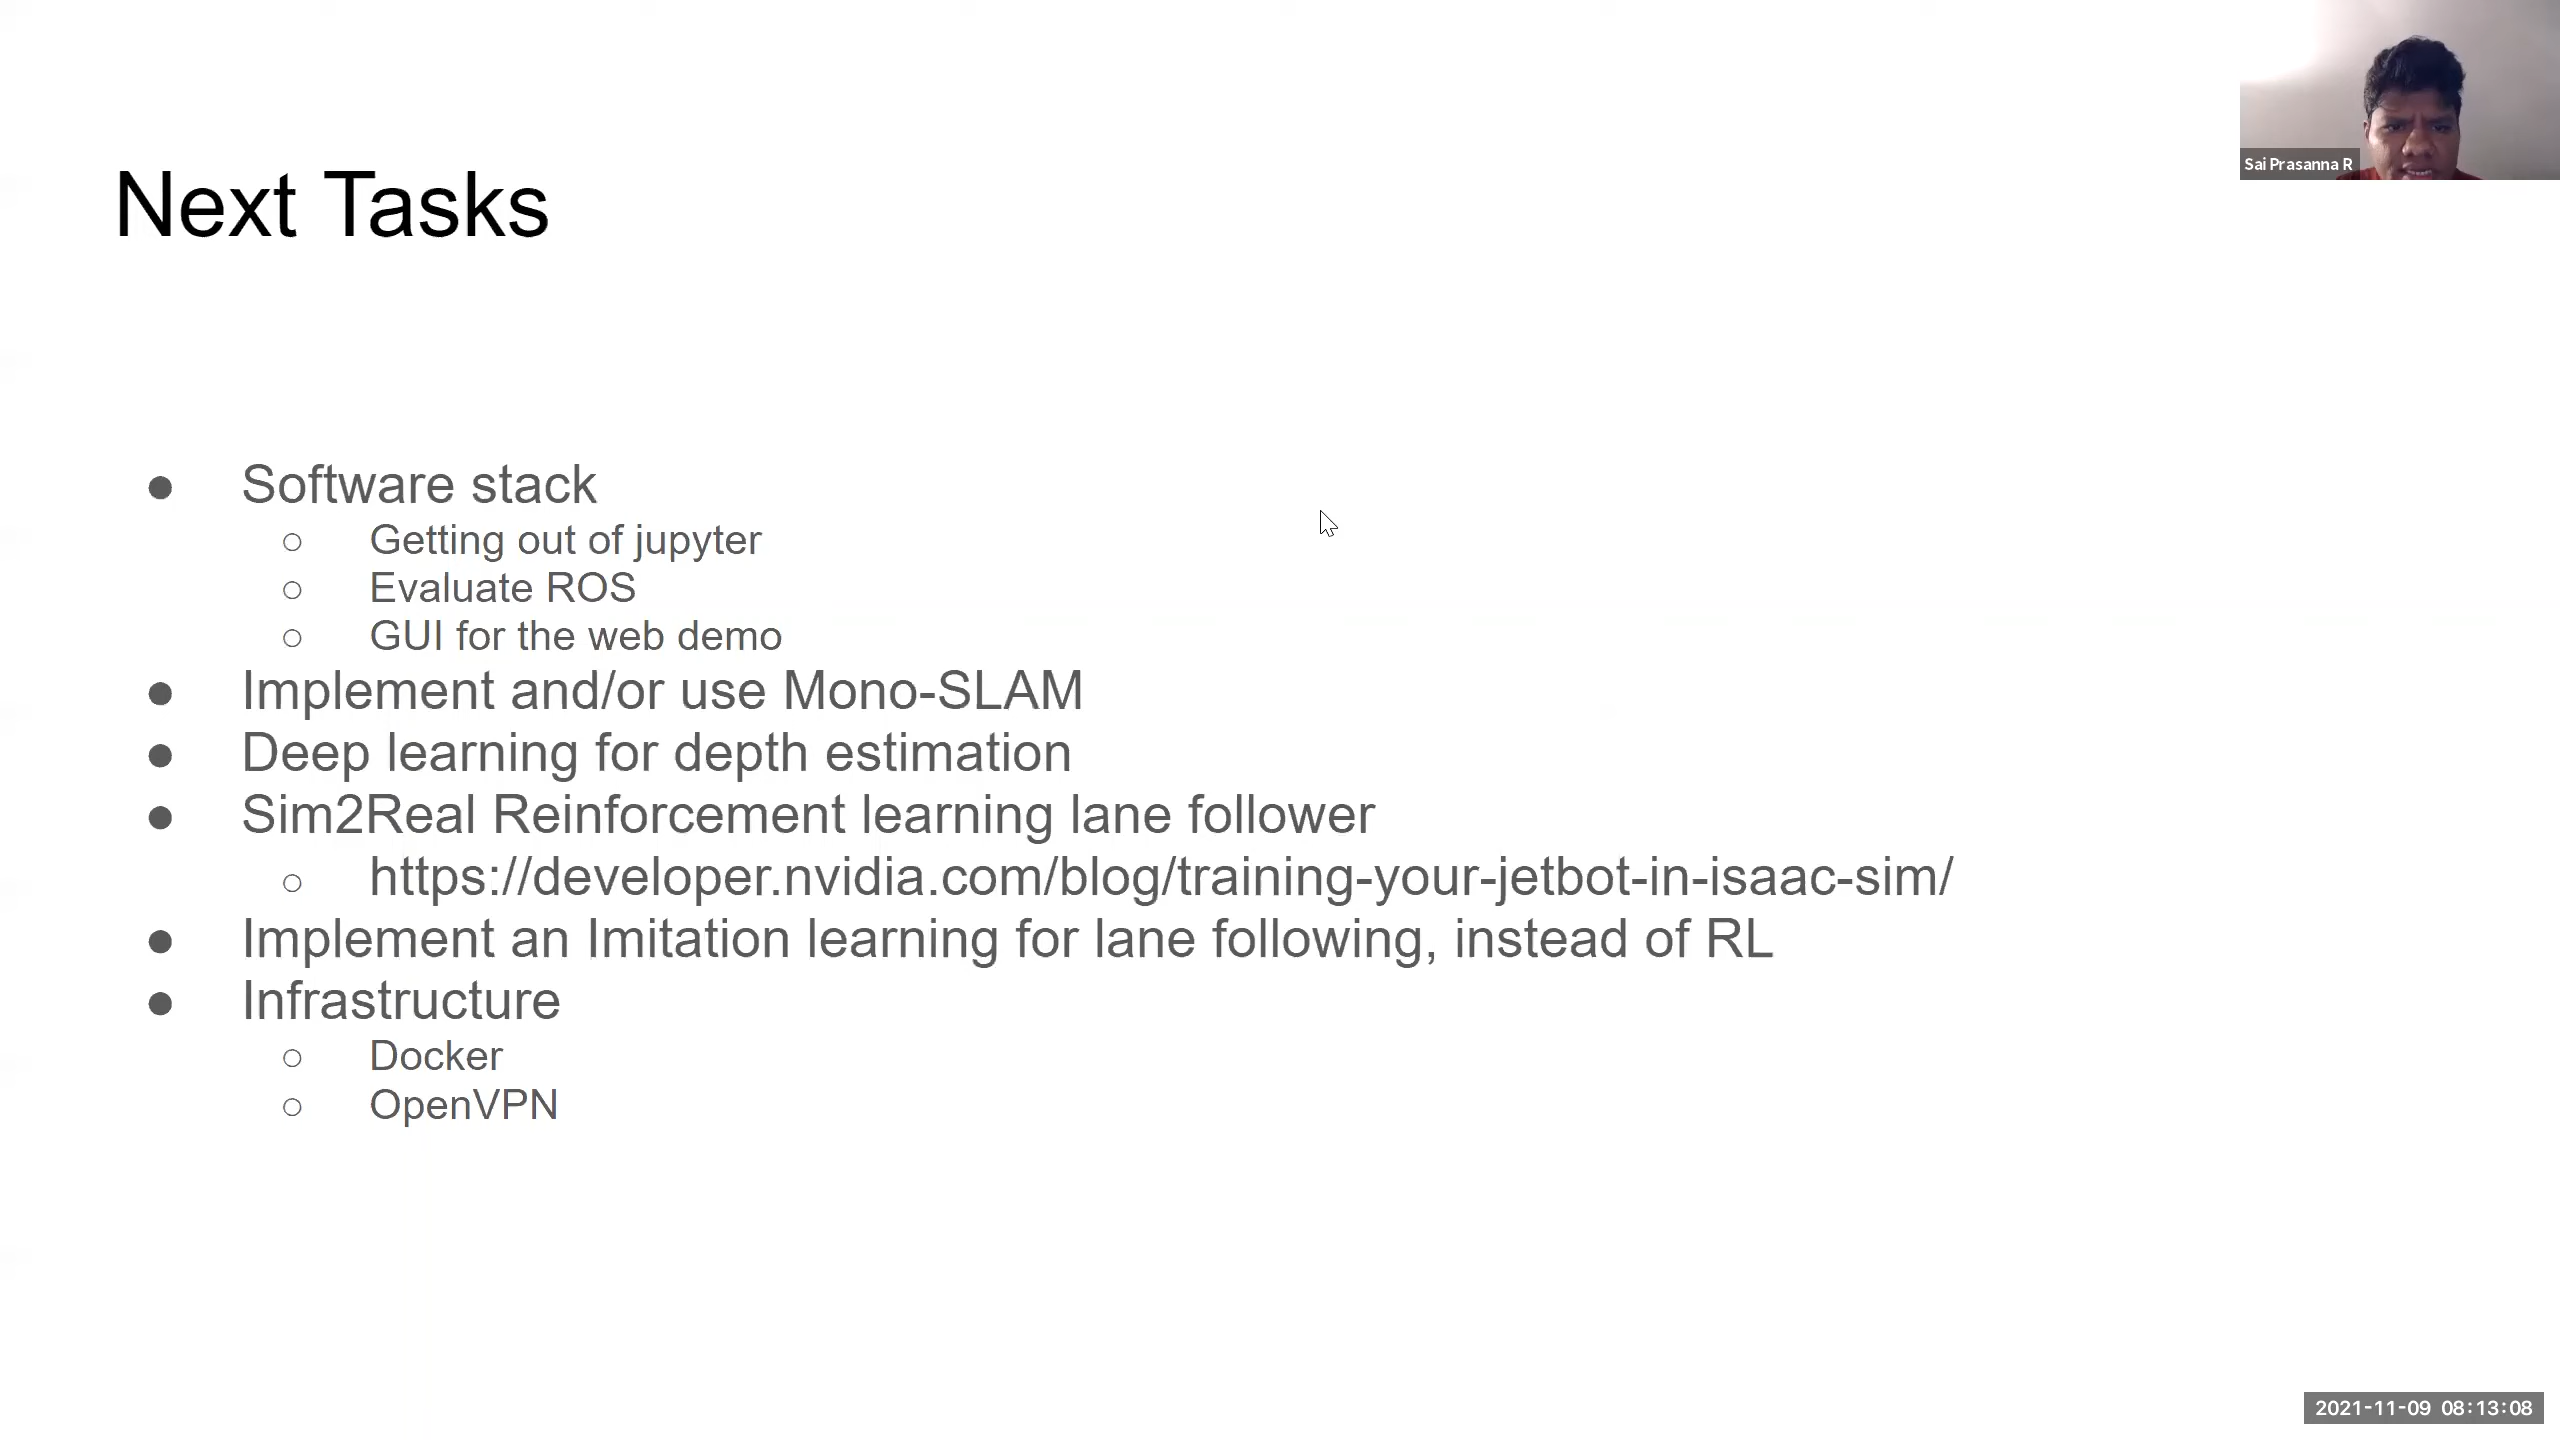 Sai Prasanna R
Next Tasks
● Software stack
○ Getting out of jupyter
○ Evaluate ROS
○ GUI for the web demo
● Implement and/or use Mono-SLAM
● Deep learning for depth estimation
● Sim2Real Reinforcement learning lane follower
○ https://developer.nvidia.com/blog/training-your-jetbot-in-isaac-sim/
● Implement an Imitation learning for lane following, instead of RL
● Infrastructure
○ Docker
○ OpenVPN
2021-11-09 08:13:08